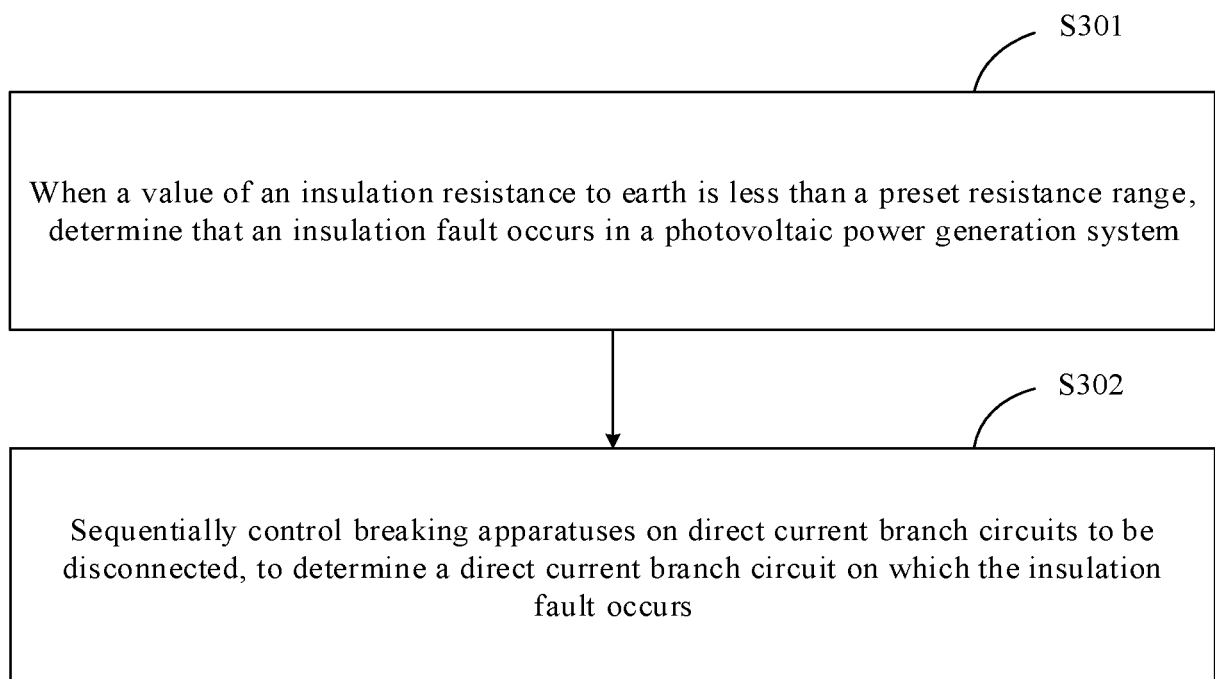 S301
When a value of an insulation resistance to earth is less than a preset resistance range,
determine that an insulation fault occurs in a photovoltaic power generation system
S302
Sequentially control breaking apparatuses on direct current branch circuits to be
disconnected, to determine a direct current branch circuit on which the insulation
fault occurs